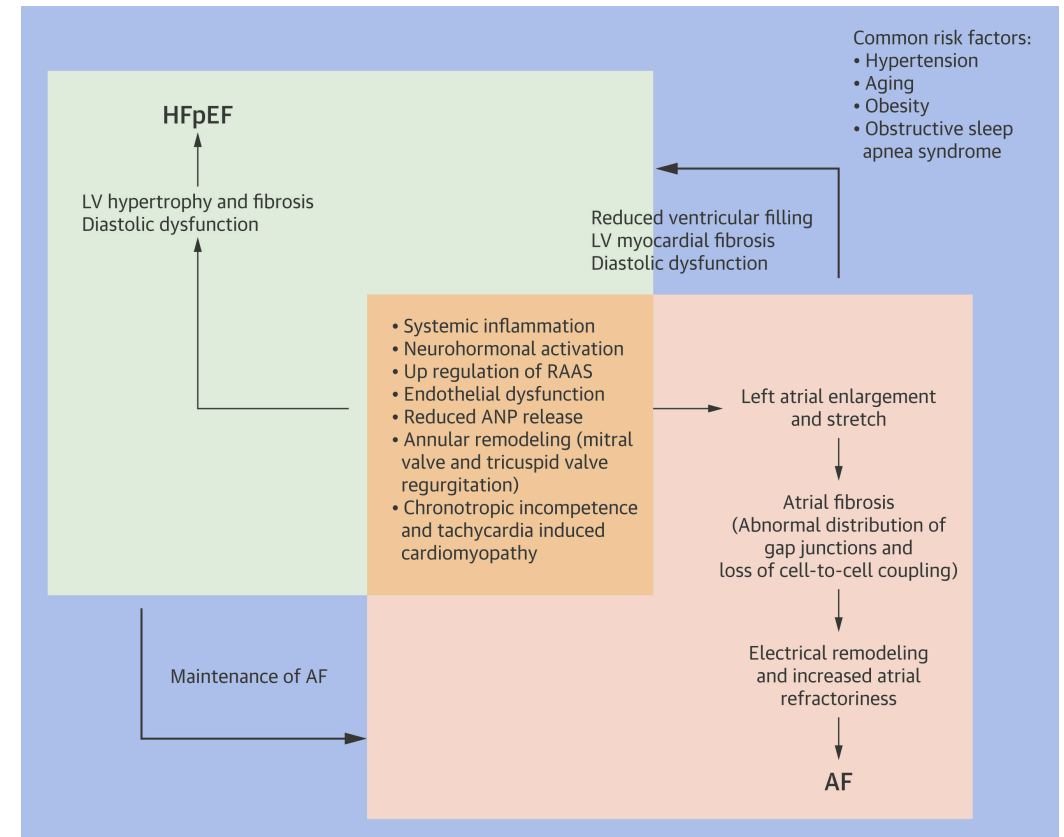 Common risk factors:
• Hypertension
• Aging
• Obesity
• Obstructive sleep
apnea syndrome
HFpEF
LV hypertrophy and fibrosis
Diastolic dysfunction
Reduced ventricular filling
LV myocardial fibrosis
Diastolic dysfunction
• Systemic inflammation
• Neurohormonal activation
• Up regulation of RAAS
• Endothelial dysfunction
• Reduced ANP release
• Annular remodeling (mitral
valve and tricuspid valve
regurgitation)
• Chronotropic incompetence
and tachycardia induced
cardiomyopathy
Left atrial enlargement
and stretch
Atrial fibrosis
(Abnormal distribution of
gap junctions and
loss of cell-to-cell coupling)
Electrical remodeling
and increased atrial
refractoriness
AF
Maintenance of AF